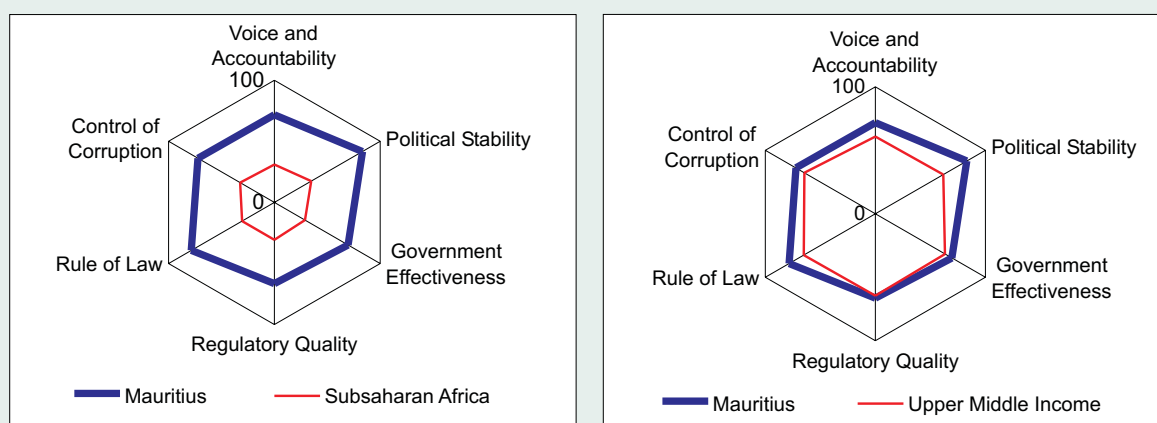 Voice and
Accountability
100
Control of
Corruption
Political Stability
0
Rule of Law
Government
Effectiveness
Regulatory Quality
Mauritius
Subsaharan Africa
Voice and
Accountability
100
Control of
Corruption
Political Stability
0
Rule of Law
Government
Effectiveness
Regulatory Quality
Mauritius
Upper Middle Income